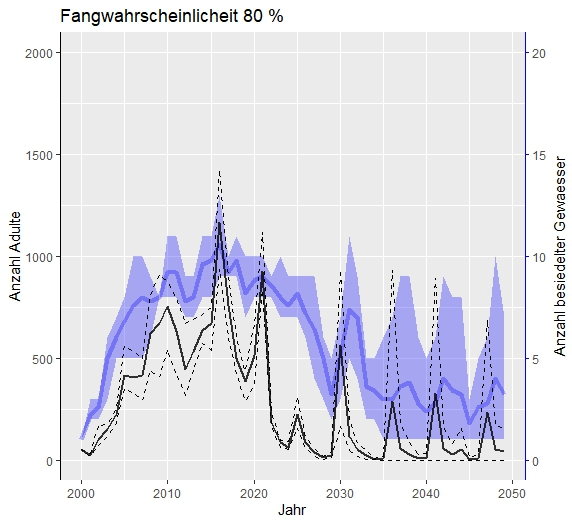 Fangwahrscheinlicheit 80 %
2000
1500
1000
500
0
20
15
10
5
0
Anzahl Adulte
Anzahl besiedelter Gewaesser
2000 2010 2020 2030 2040 2050
Jahr